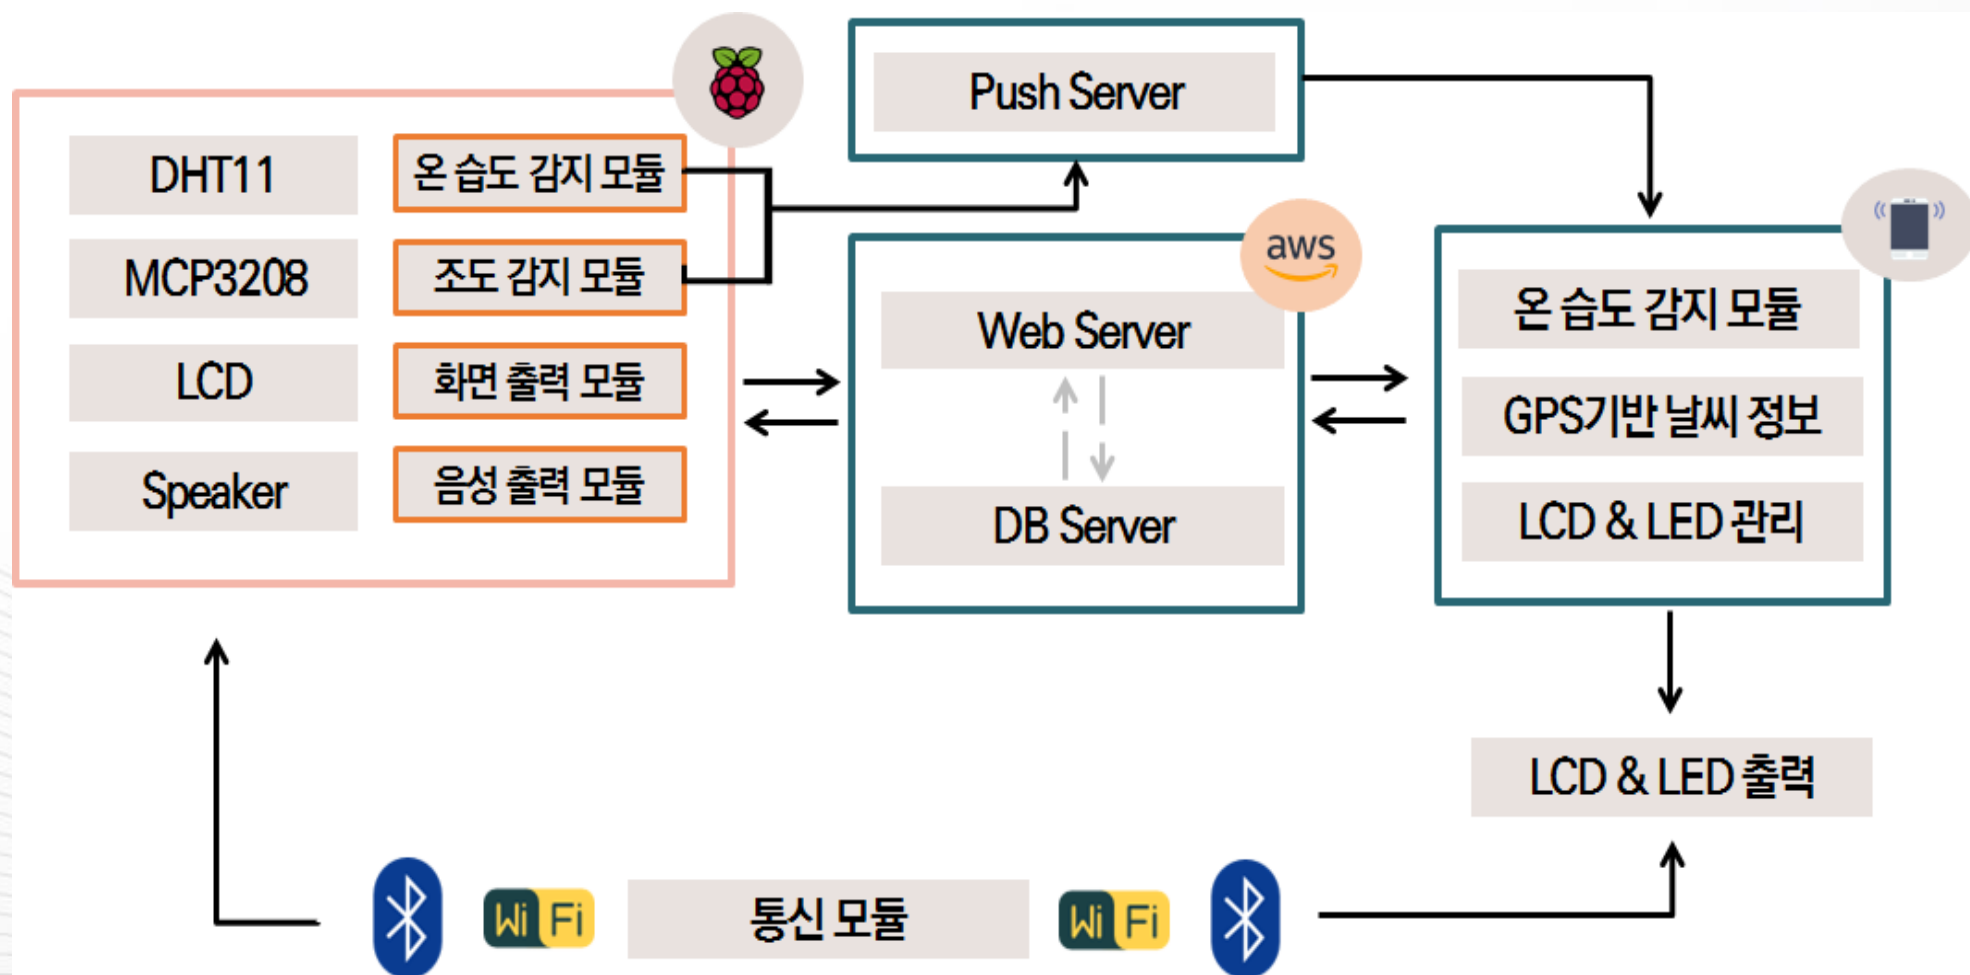 Push Server
DHT11
온 습도 감지 모듈
MCP3208
조도 감지 모듈
LCD
화면 출력 모듈
Speaker
음성 출력 모듈
aws
Web Server
DB Server
온 습도 감지 모듈
GPS기반 날씨 정보
LCD & LED 관리
LCD & LED 출력
Wi Fi
통신 모듈
Wi Fi